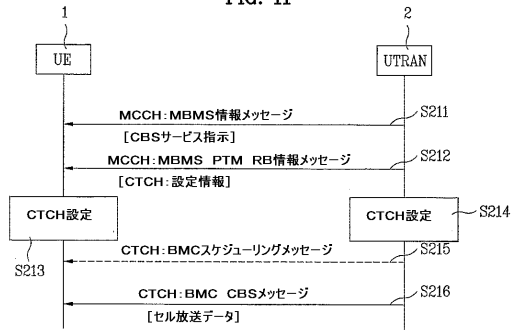 FIG. 11
1
2
UE
UTRAN
MCCH:MBMS情報メッセージ
S211
[CBSサービス指示]
MCCH:MBMS PTM RB情報メッセージ
S212
[CTCH:設定情報]
CTCH設定
CTCH設定
S214
S213
CTCH:BMCスケジューリングメッセージ
S215
CTCH:BMC CBSメッセージ
S216
[セル放送データ]